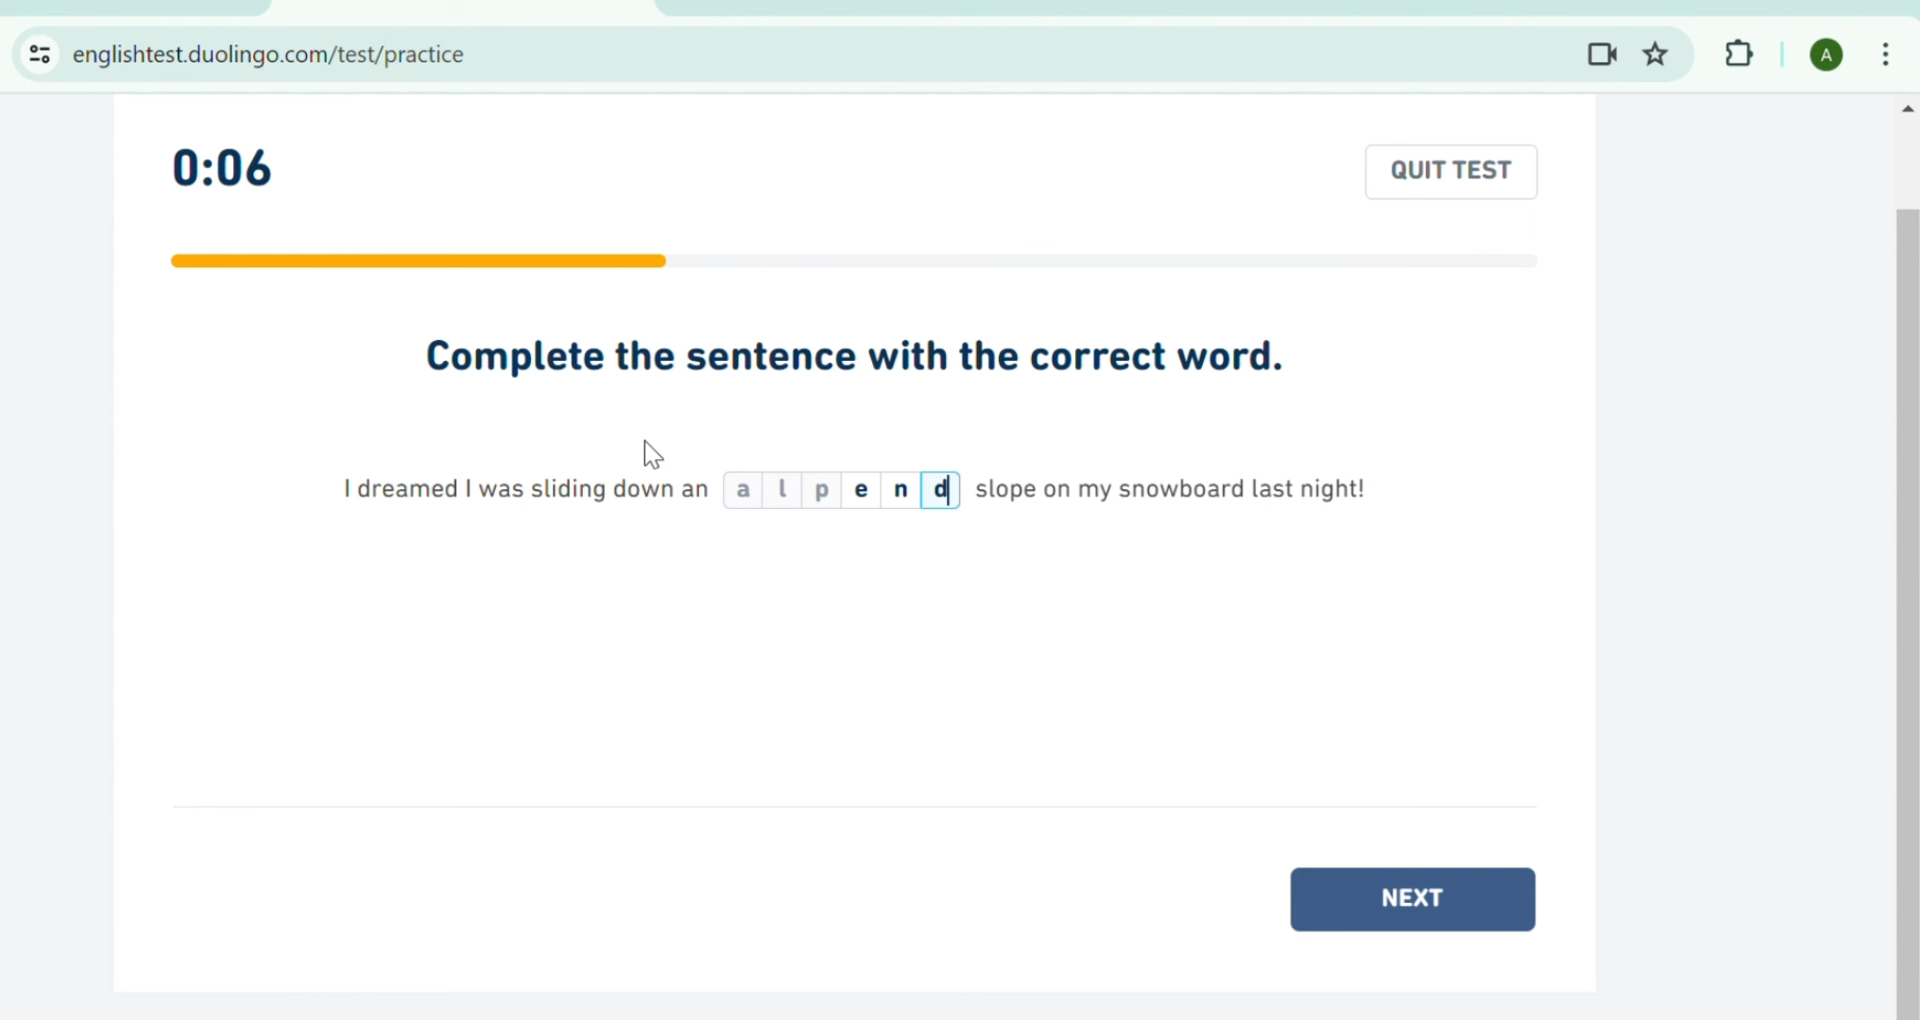 englishtest.duolingo.com/test/practice
A
0:06
QUIT TEST
Complete the sentence with the correct word.
I dreamed I was sliding down an alpend slope on my snowboard last night!
NEXT